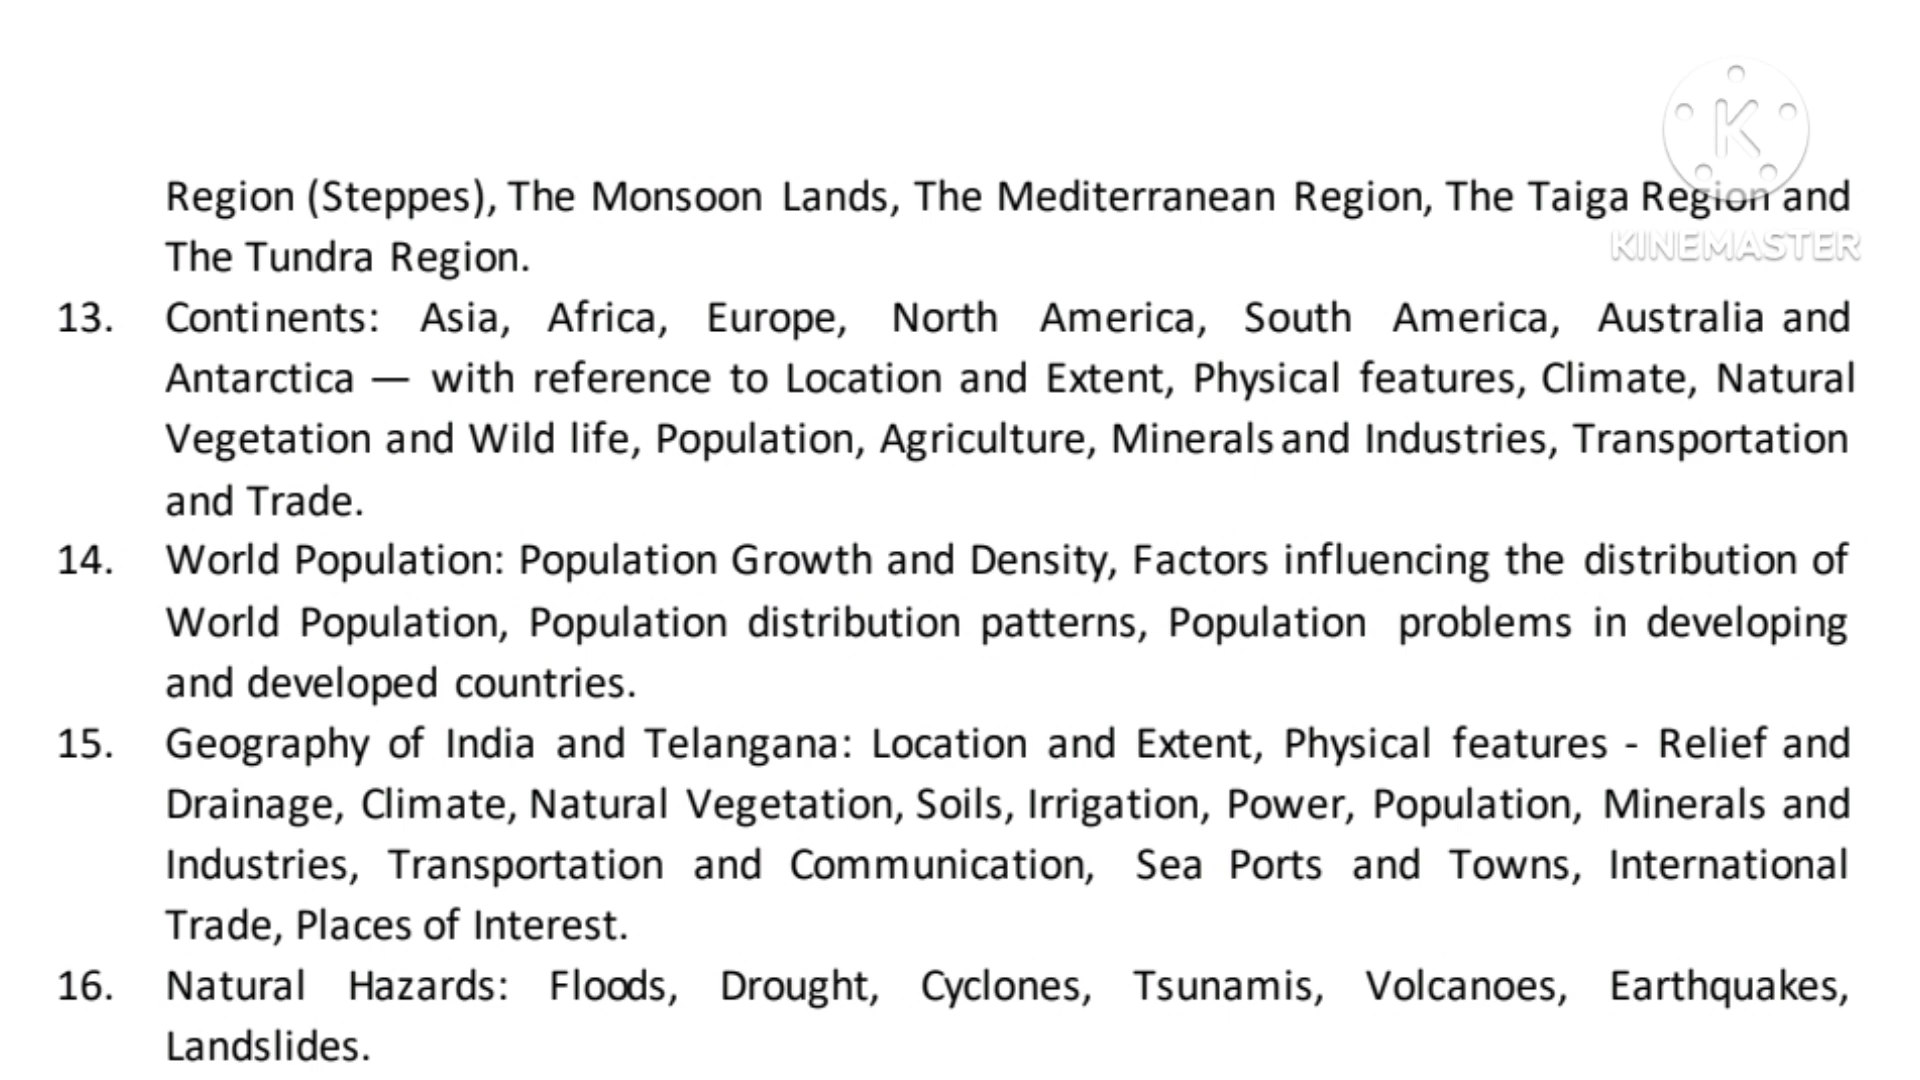 K
Region (Steppes), The Monsoon Lands, The Mediterranean Region, The Taiga Region and
KINEMASTER
The Tundra Region.
13. Continents: Asia, Africa, Europe, North America, South America, Australia and
Antarctica — with reference to Location and Extent, Physical features, Climate, Natural
Vegetation and Wild life, Population, Agriculture, Minerals and Industries, Transportation
and Trade.
14. World Population: Population Growth and Density, Factors influencing the distribution of
World Population, Population distribution patterns, Population problems in developing
and developed countries.
15. Geography of India and Telangana: Location and Extent, Physical features - Relief and
Drainage, Climate, Natural Vegetation, Soils, Irrigation, Power, Population, Minerals and
Industries, Transportation and Communication, Sea Ports and Towns, International
Trade, Places of Interest.
16. Natural Hazards: Floods, Drought, Cyclones, Tsunamis, Volcanoes, Earthquakes,
Landslides.